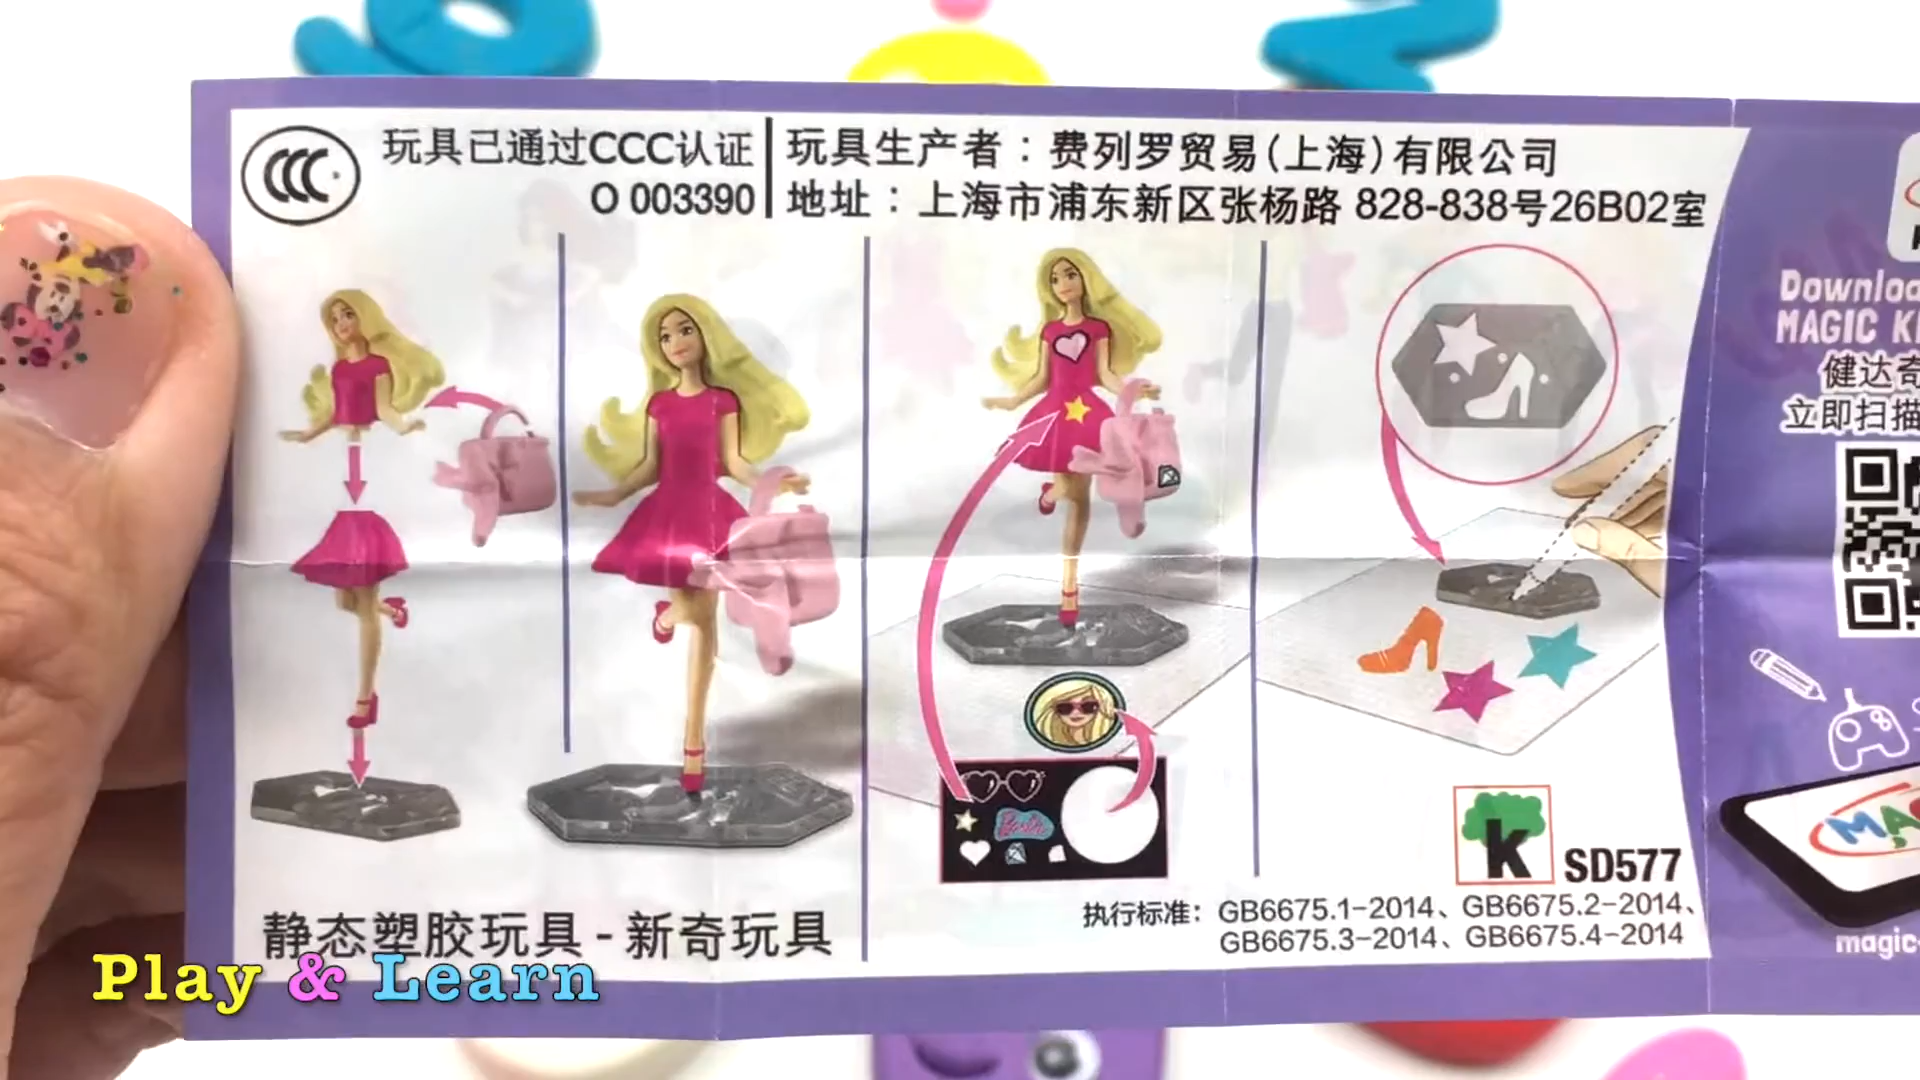 CCC
玩具已通过CCC认证
O 003390
玩具生产者：费列罗贸易(上海)有限公司
地址：上海市浦东新区张杨路 828-838号26B02室
Barbie
k SD577
执行标准: GB6675.1-2014、GB6675.2-2014、
GB6675.3-2014、GB6675.4-2014
静态塑胶玩具 - 新奇玩具
MAGIC
健达奇
立即扫描
Play & Learn